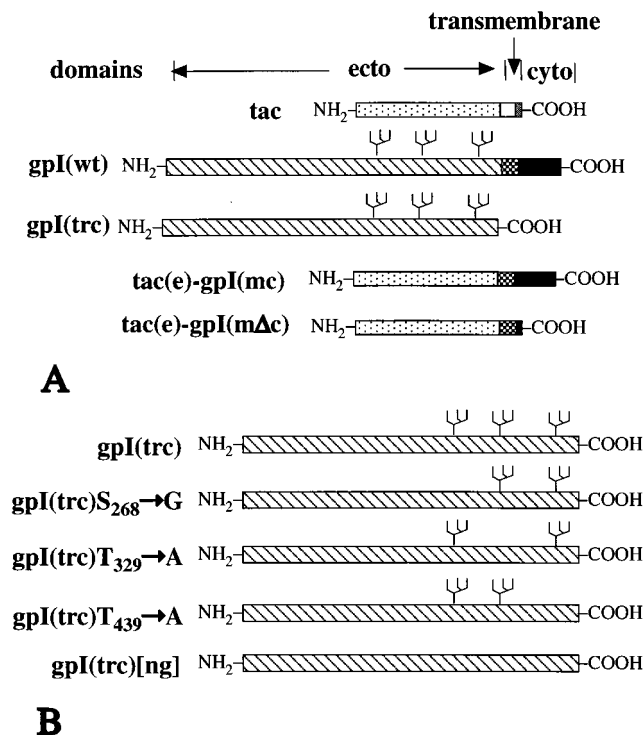 transmembrane
domains ecto cyto
tac NH₂ COOH
gpI(wt) NH₂ COOH
gpI(trc) NH₂ COOH
tac(e)-gpI(mc) NH₂ COOH
tac(e)-gpI(mΔc) NH₂ COOH
A
gpI(trc) NH₂ COOH
gpI(trc)S₂₆₈→G NH₂ COOH
gpI(trc)T₃₂₉→A NH₂ COOH
gpI(trc)T₄₃₉→A NH₂ COOH
gpI(trc)[ng] NH₂ COOH
B